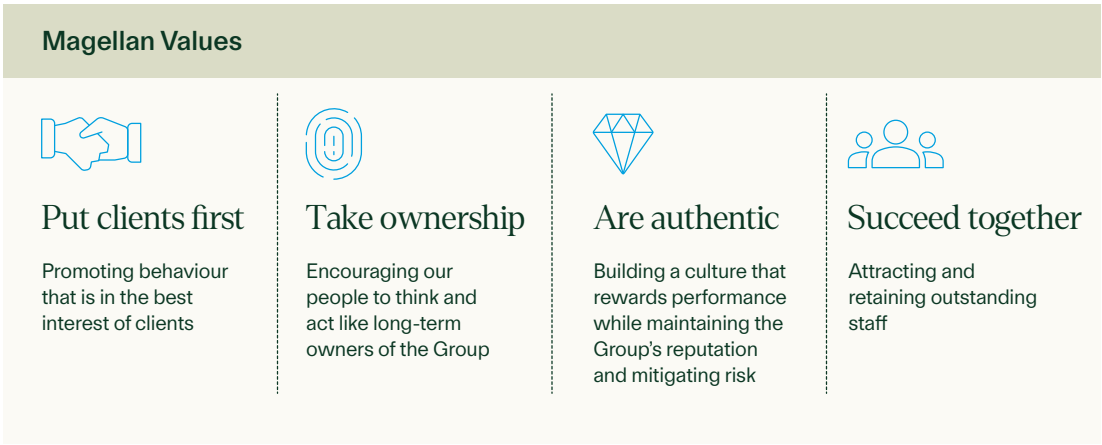 Magellan Values
Put clients first
Promoting behaviour
that is in the best
interest of clients
Take ownership
Encouraging our
people to think and
act like long-term
owners of the Group
Are authentic
Building a culture that
rewards performance
while maintaining the
Group’s reputation
and mitigating risk
Succeed together
Attracting and
retaining outstanding
staff